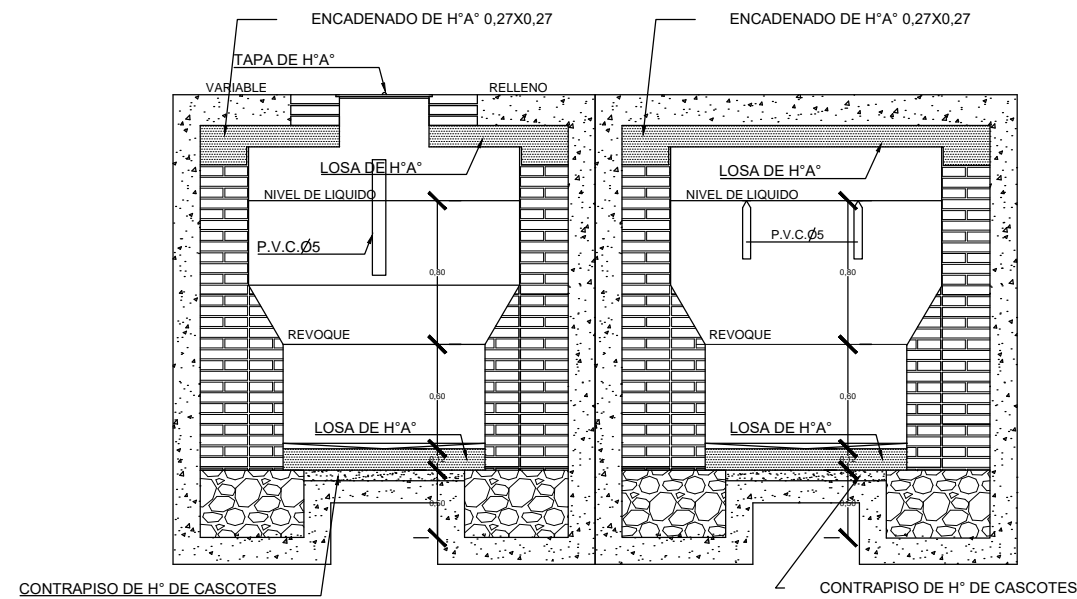 ENCADENADO DE H°A° 0,27X0,27
ENCADENADO DE H°A° 0,27X0,27
TAPA DE H°A°
VARIABLE
RELLENO
LOSA DE H°A°
LOSA DE H°A°
NIVEL DE LIQUIDO
NIVEL DE LIQUIDO
P.V.C.Ø5
P.V.C.Ø5
0,80
0,80
REVOQUE
REVOQUE
0,60
0,60
LOSA DE H°A°
LOSA DE H°A°
CONTRAPISO DE H° DE CASCOTES
CONTRAPISO DE H° DE CASCOTES